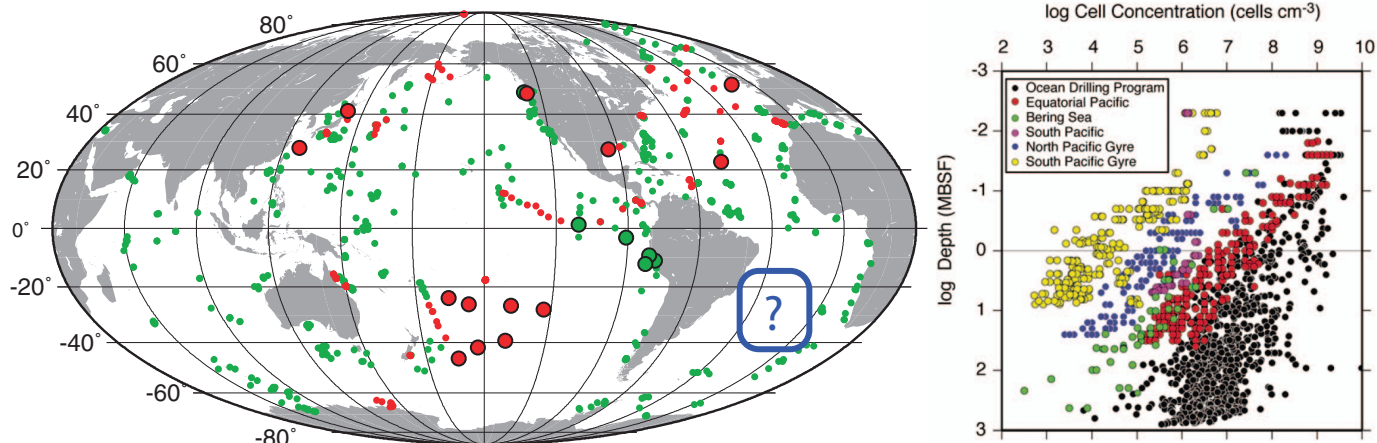 80°
60°
40°
20°
0°
-20°
-40°
-60°
-80°
?
log Cell Concentration (cells cm-3)
2 3 4 5 6 7 8 9 10
-3
-2
-1
0
1
2
3
log Depth (MBSF)
Ocean Drilling Program
Equatorial Pacific
Bering Sea
South Pacific
North Pacific Gyre
South Pacific Gyre